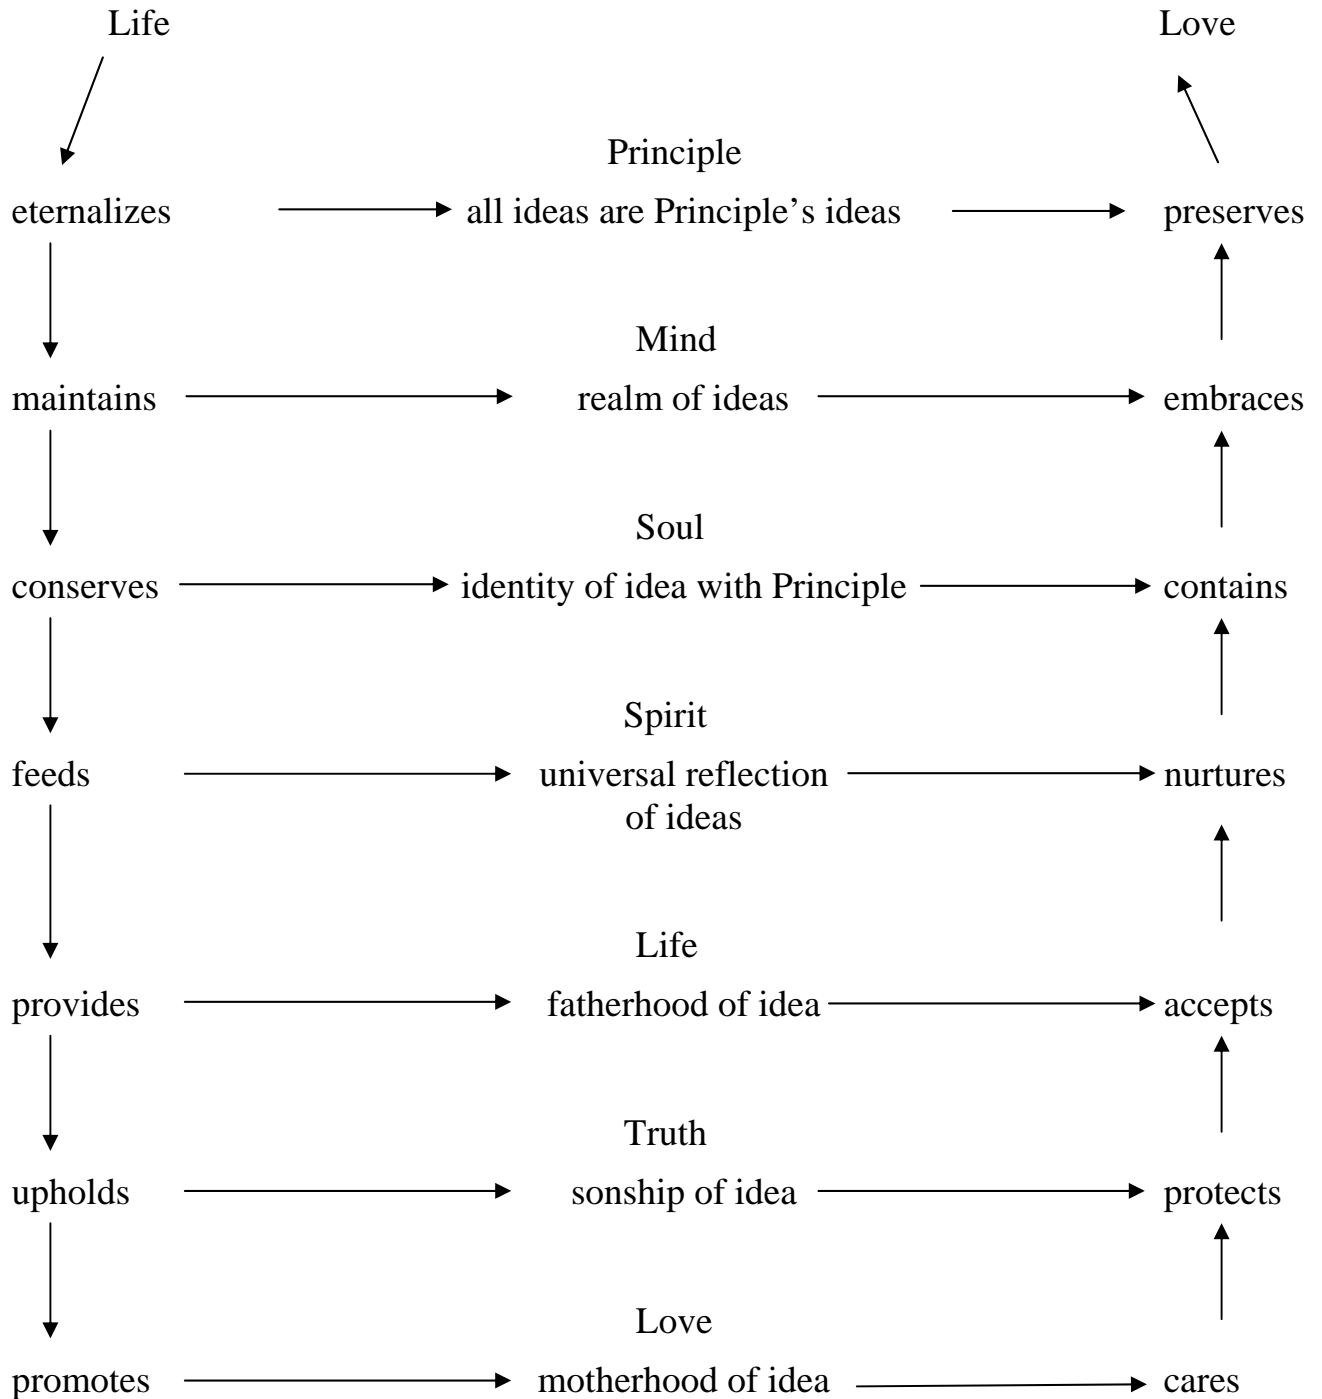 Life Love
Principle
eternalizes all ideas are Principle’s ideas preserves
Mind
maintains realm of ideas embraces
Soul
conserves identity of idea with Principle contains
Spirit
feeds universal reflection nurtures
of ideas
Life
provides fatherhood of idea accepts
Truth
upholds sonship of idea protects
Love
promotes motherhood of idea cares